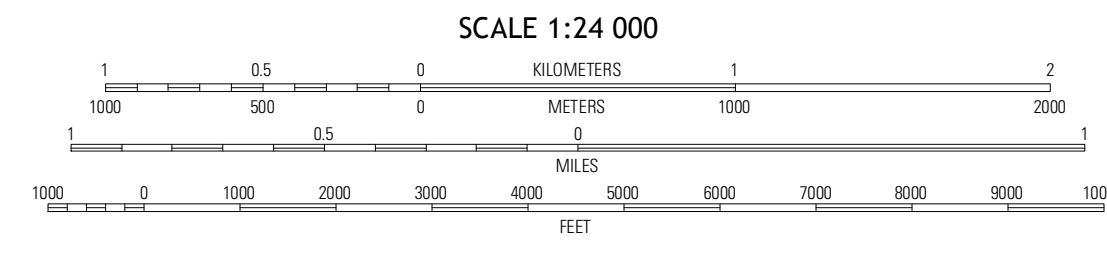 SCALE 1:24 000
1 0.5 0 KILOMETERS 1 2
1000 500 0 METERS 1000 2000
1 0.5 0 1
MILES
1000 0 1000 2000 3000 4000 5000 6000 7000 8000 9000 100
FEET